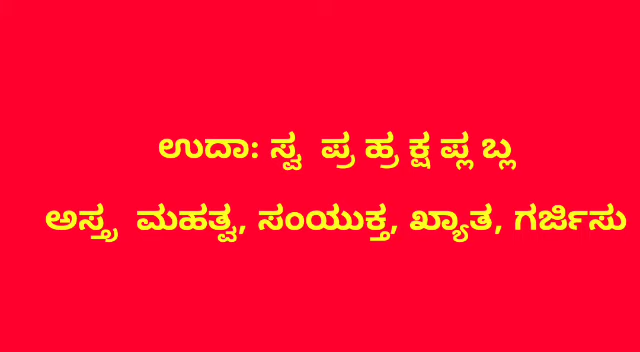 ಉದಾ: ಸ್ವ ಪ್ರ ಹ್ರ ಕ್ಷ ಪ್ಲ ಬ್ಲ
ಅಸ್ತ್ರ ಮಹತ್ವ, ಸಂಯುಕ್ತ, ಖ್ಯಾತ, ಗರ್ಜಿಸು